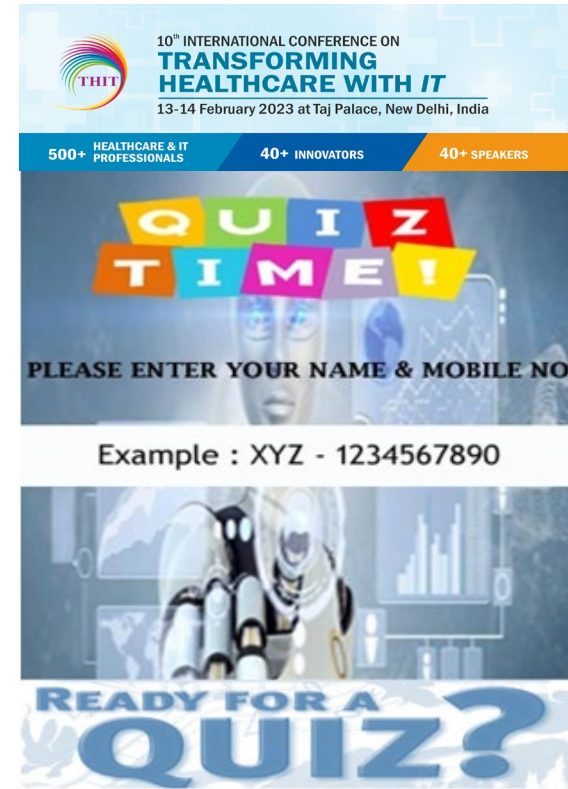 THIT
10th INTERNATIONAL CONFERENCE ON
TRANSFORMING
HEALTHCARE WITH IT
13-14 February 2023 at Taj Palace, New Delhi, India
500+ HEALTHCARE & IT PROFESSIONALS
40+ INNOVATORS
40+ SPEAKERS
QUIZ
TIME!
PLEASE ENTER YOUR NAME & MOBILE NO
Example : XYZ - 1234567890
READY FOR A
QUIZ?